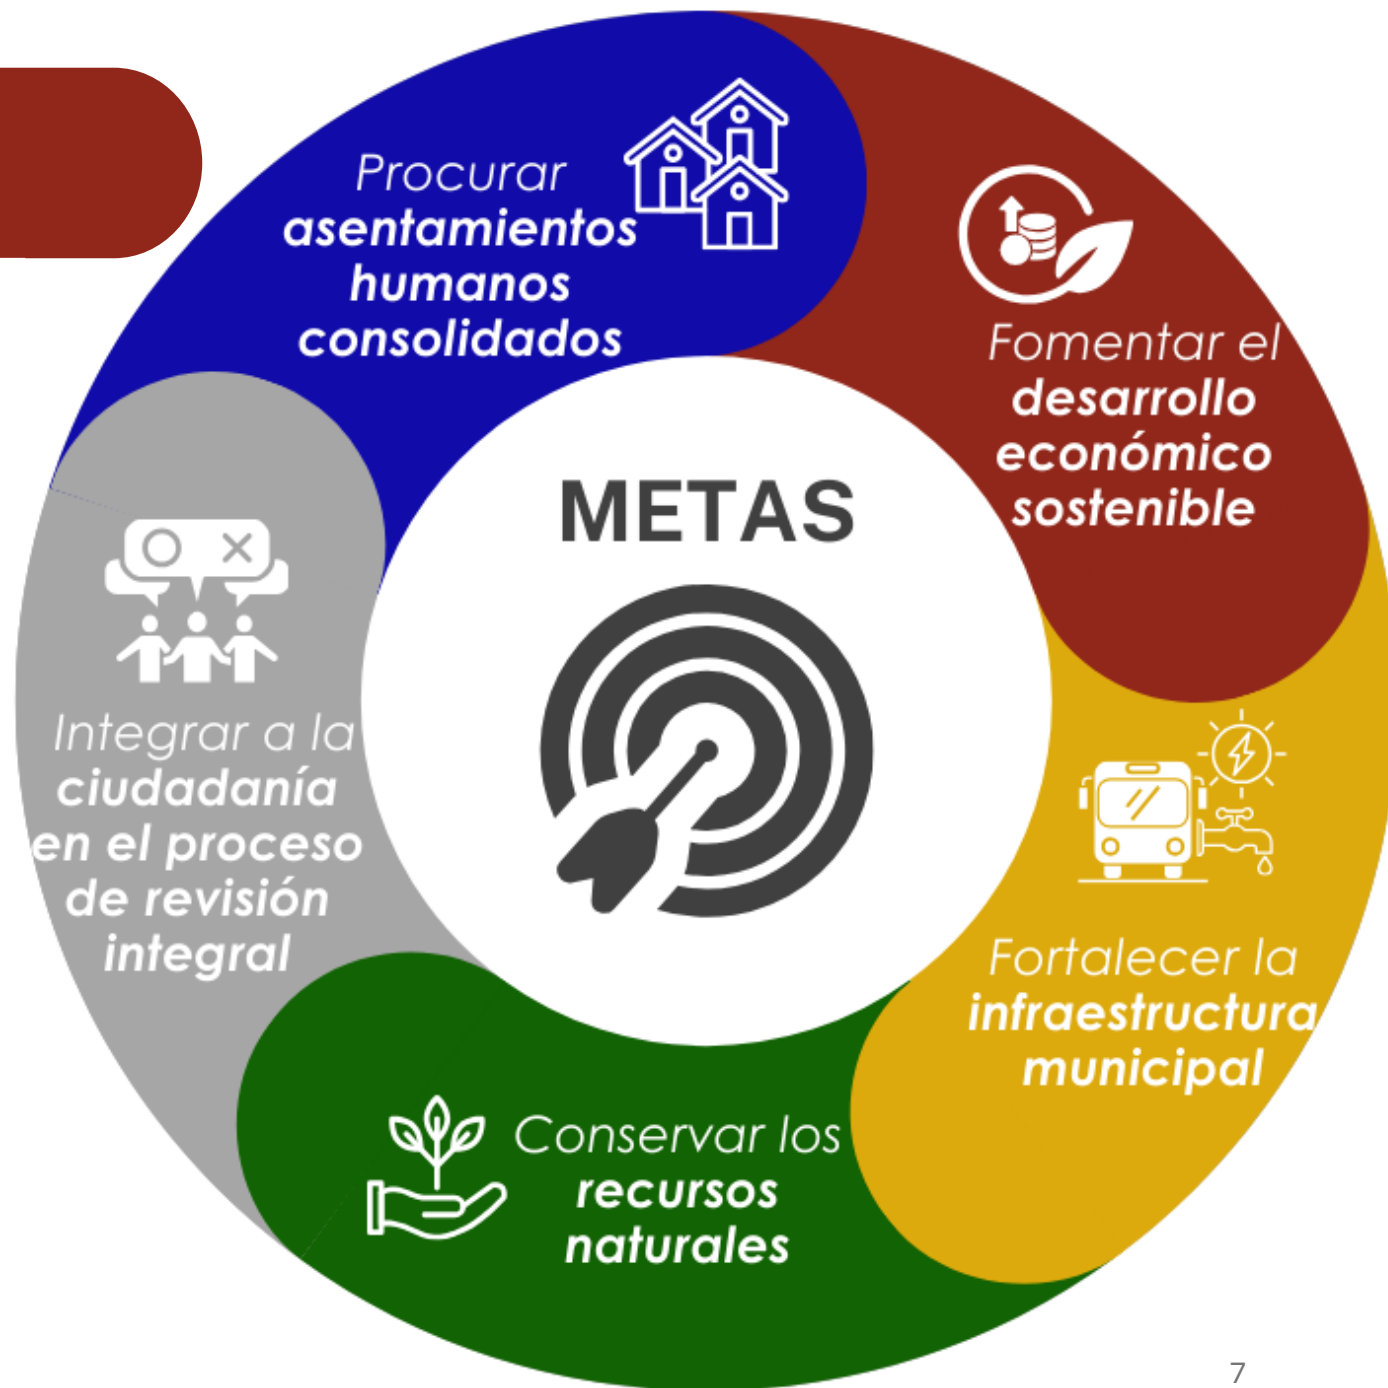 Procurar
asentamientos
humanos
consolidados
Fomentar el
desarrollo
económico
sostenible
METAS
Integrar a la
ciudadanía
en el proceso
de revisión
integral
Fortalecer la
infraestructura
municipal
Conservar los
recursos
naturales
7